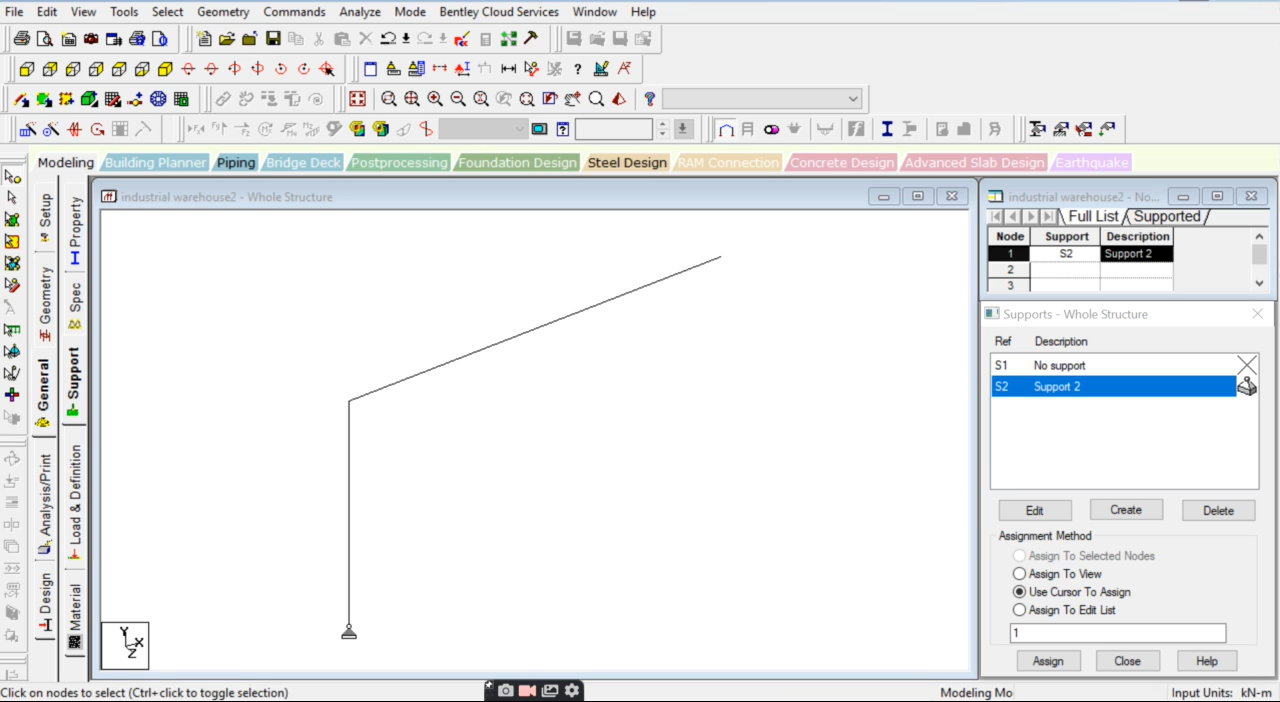 File Edit View Tools Select Geometry Commands Analyze Mode Bentley Cloud Services Window Help
Modeling Building Planner Piping Bridge Deck Postprocessing Foundation Design Steel Design RAM Connection Concrete Design Advanced Slab Design Earthquake
Setup
Geometry
General
Analysis/Print
Design
Property
Spec
Support
Load & Definition
Material
industrial warehouse2 - Whole Structure
Y
X
Z
industrial warehouse2 - No...
Full List Supported
Node Support Description
1 S2 Support 2
2
3
Supports - Whole Structure
Ref Description
S1 No support
S2 Support 2
Edit Create Delete
Assignment Method
Assign To Selected Nodes
Assign To View
Use Cursor To Assign
Assign To Edit List
1
Assign Close Help
Click on nodes to select (Ctrl+click to toggle selection) Modeling Mo Input Units: kN-m